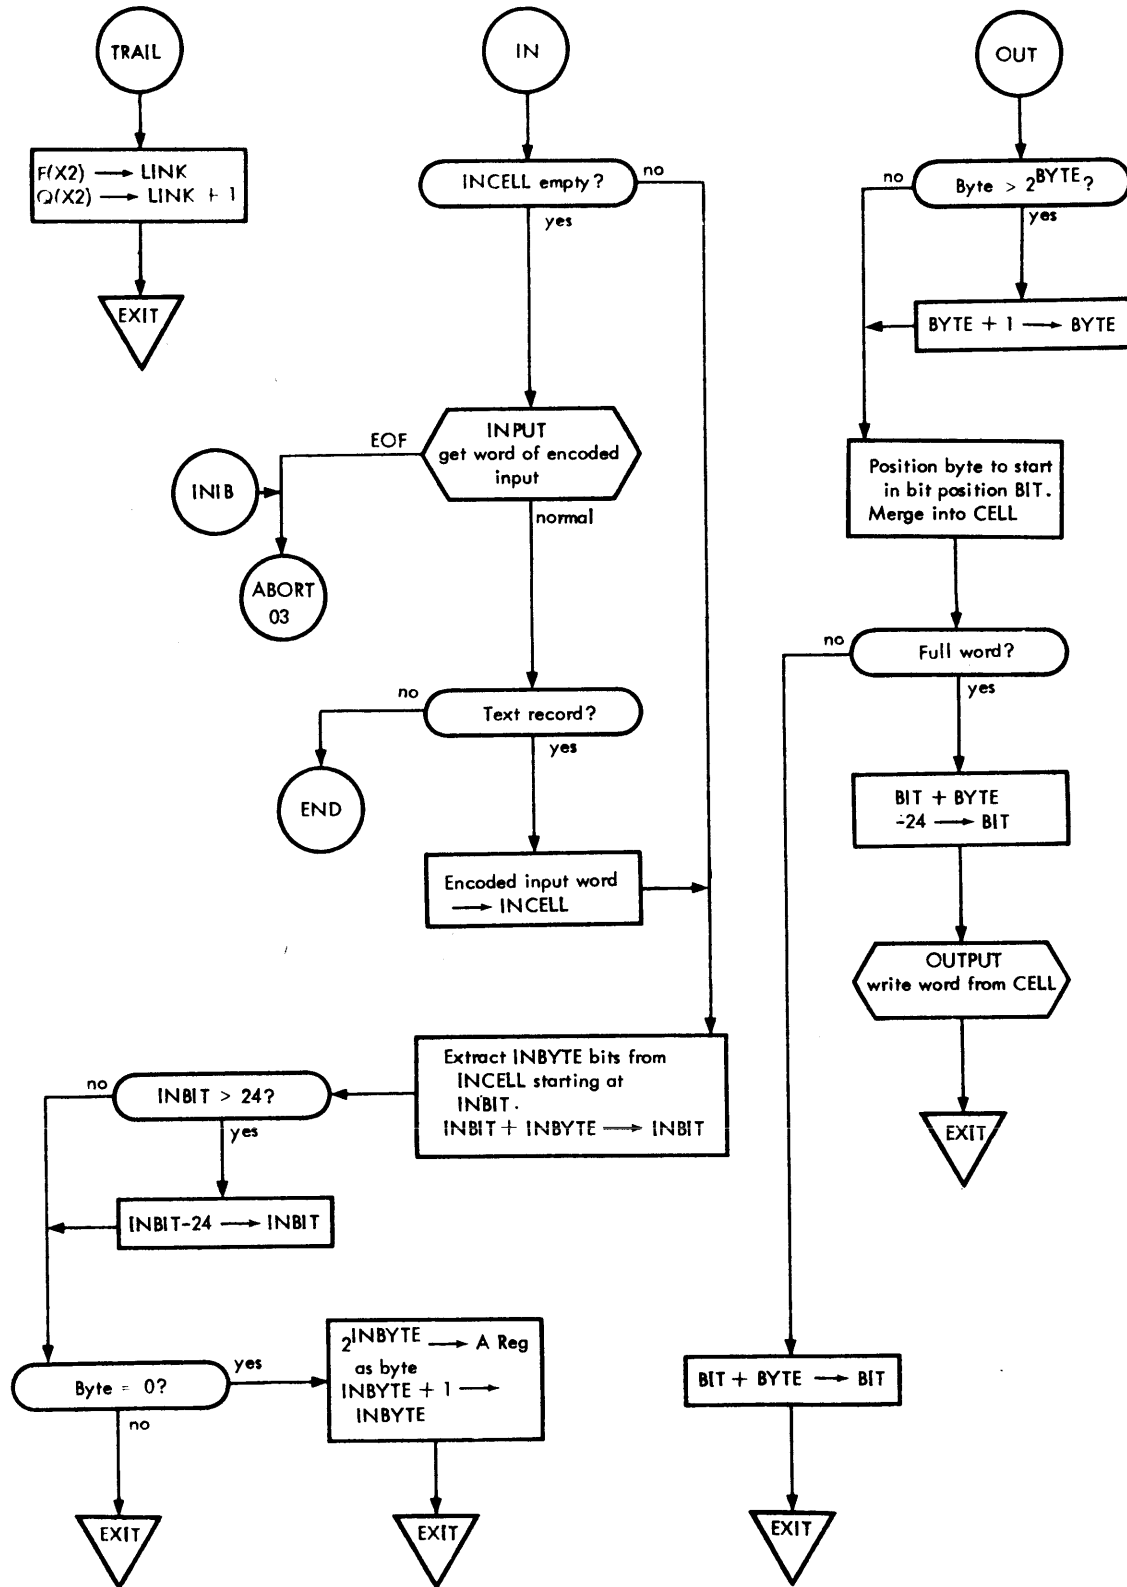 TRAIL
F(X2) → LINK
Q(X2) → LINK + 1
EXIT
IN
INCELL empty?
no
yes
INPUT
get word of encoded
input
EOF
INIB
ABORT
03
normal
Text record?
no
END
yes
Encoded input word
→ INCELL
Extract INBYTE bits from
INCELL starting at
INBIT.
INBIT + INBYTE → INBIT
INBIT > 24?
no
yes
INBIT-24 → INBIT
Byte = 0?
yes
no
2^INBYTE → A Reg
as byte
INBYTE + 1 →
INBYTE
EXIT
EXIT
OUT
Byte > 2^BYTE?
no
yes
BYTE + 1 → BYTE
Position byte to start
in bit position BIT.
Merge into CELL
Full word?
no
yes
BIT + BYTE
-24 → BIT
OUTPUT
write word from CELL
EXIT
BIT + BYTE → BIT
EXIT